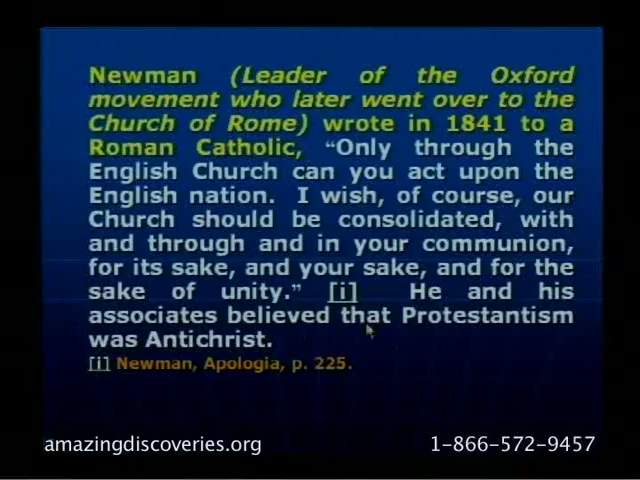 Newman (Leader of the Oxford
movement who later went over to the
Church of Rome) wrote in 1841 to a
Roman Catholic, “Only through the
English Church can you act upon the
English nation. I wish, of course, our
Church should be consolidated, with
and through and in your communion,
for its sake, and your sake, and for the
sake of unity.” [i] He and his
associates believed that Protestantism
was Antichrist.
[i] Newman, Apologia, p. 225.
amazingdiscoveries.org 1-866-572-9457